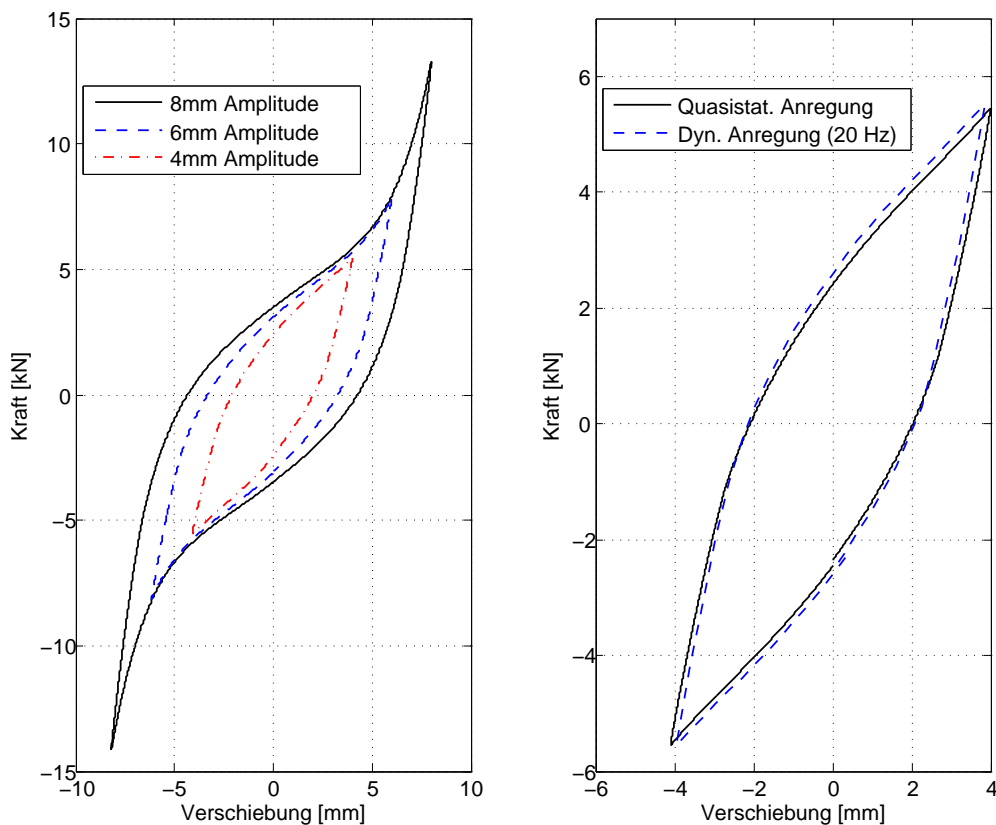 15
10
5
0
−5
−10
−15
−10
−5
0
5
10
Kraft [kN]
Verschiebung [mm]
8mm Amplitude
6mm Amplitude
4mm Amplitude
6
4
2
0
−2
−4
−6
−6
−4
−2
0
2
4
Kraft [kN]
Verschiebung [mm]
Quasistat. Anregung
Dyn. Anregung (20 Hz)